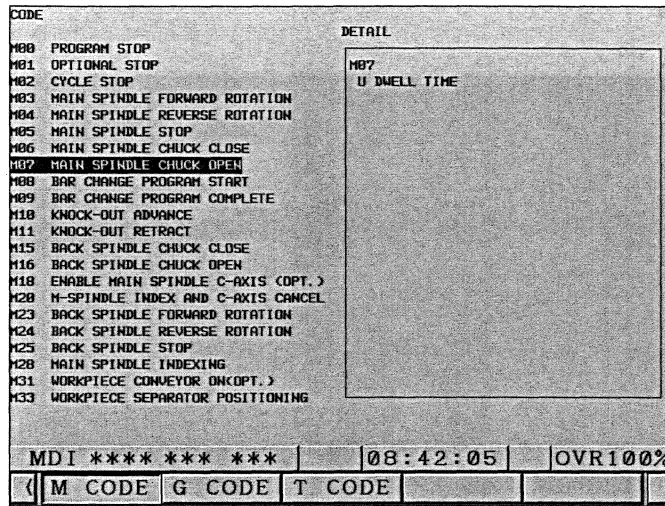 CODE
DETAIL
M00 PROGRAM STOP
M01 OPTIONAL STOP
M02 CYCLE STOP
M03 MAIN SPINDLE FORWARD ROTATION
M04 MAIN SPINDLE REVERSE ROTATION
M05 MAIN SPINDLE STOP
M06 MAIN SPINDLE CHUCK CLOSE
M07 MAIN SPINDLE CHUCK OPEN
M08 BAR CHANGE PROGRAM START
M09 BAR CHANGE PROGRAM COMPLETE
M10 KNOCK-OUT ADVANCE
M11 KNOCK-OUT RETRACT
M15 BACK SPINDLE CHUCK CLOSE
M16 BACK SPINDLE CHUCK OPEN
M18 ENABLE MAIN SPINDLE C-AXIS (OPT.)
M20 M-SPINDLE INDEX AND C-AXIS CANCEL
M23 BACK SPINDLE FORWARD ROTATION
M24 BACK SPINDLE REVERSE ROTATION
M25 BACK SPINDLE STOP
M28 MAIN SPINDLE INDEXING
M31 WORKPIECE CONVEYOR ON(OPT.)
M33 WORKPIECE SEPARATOR POSITIONING
M07
U DWELL TIME
MDI **** *** *** 08:42:05 OVR100%
( M CODE G CODE T CODE